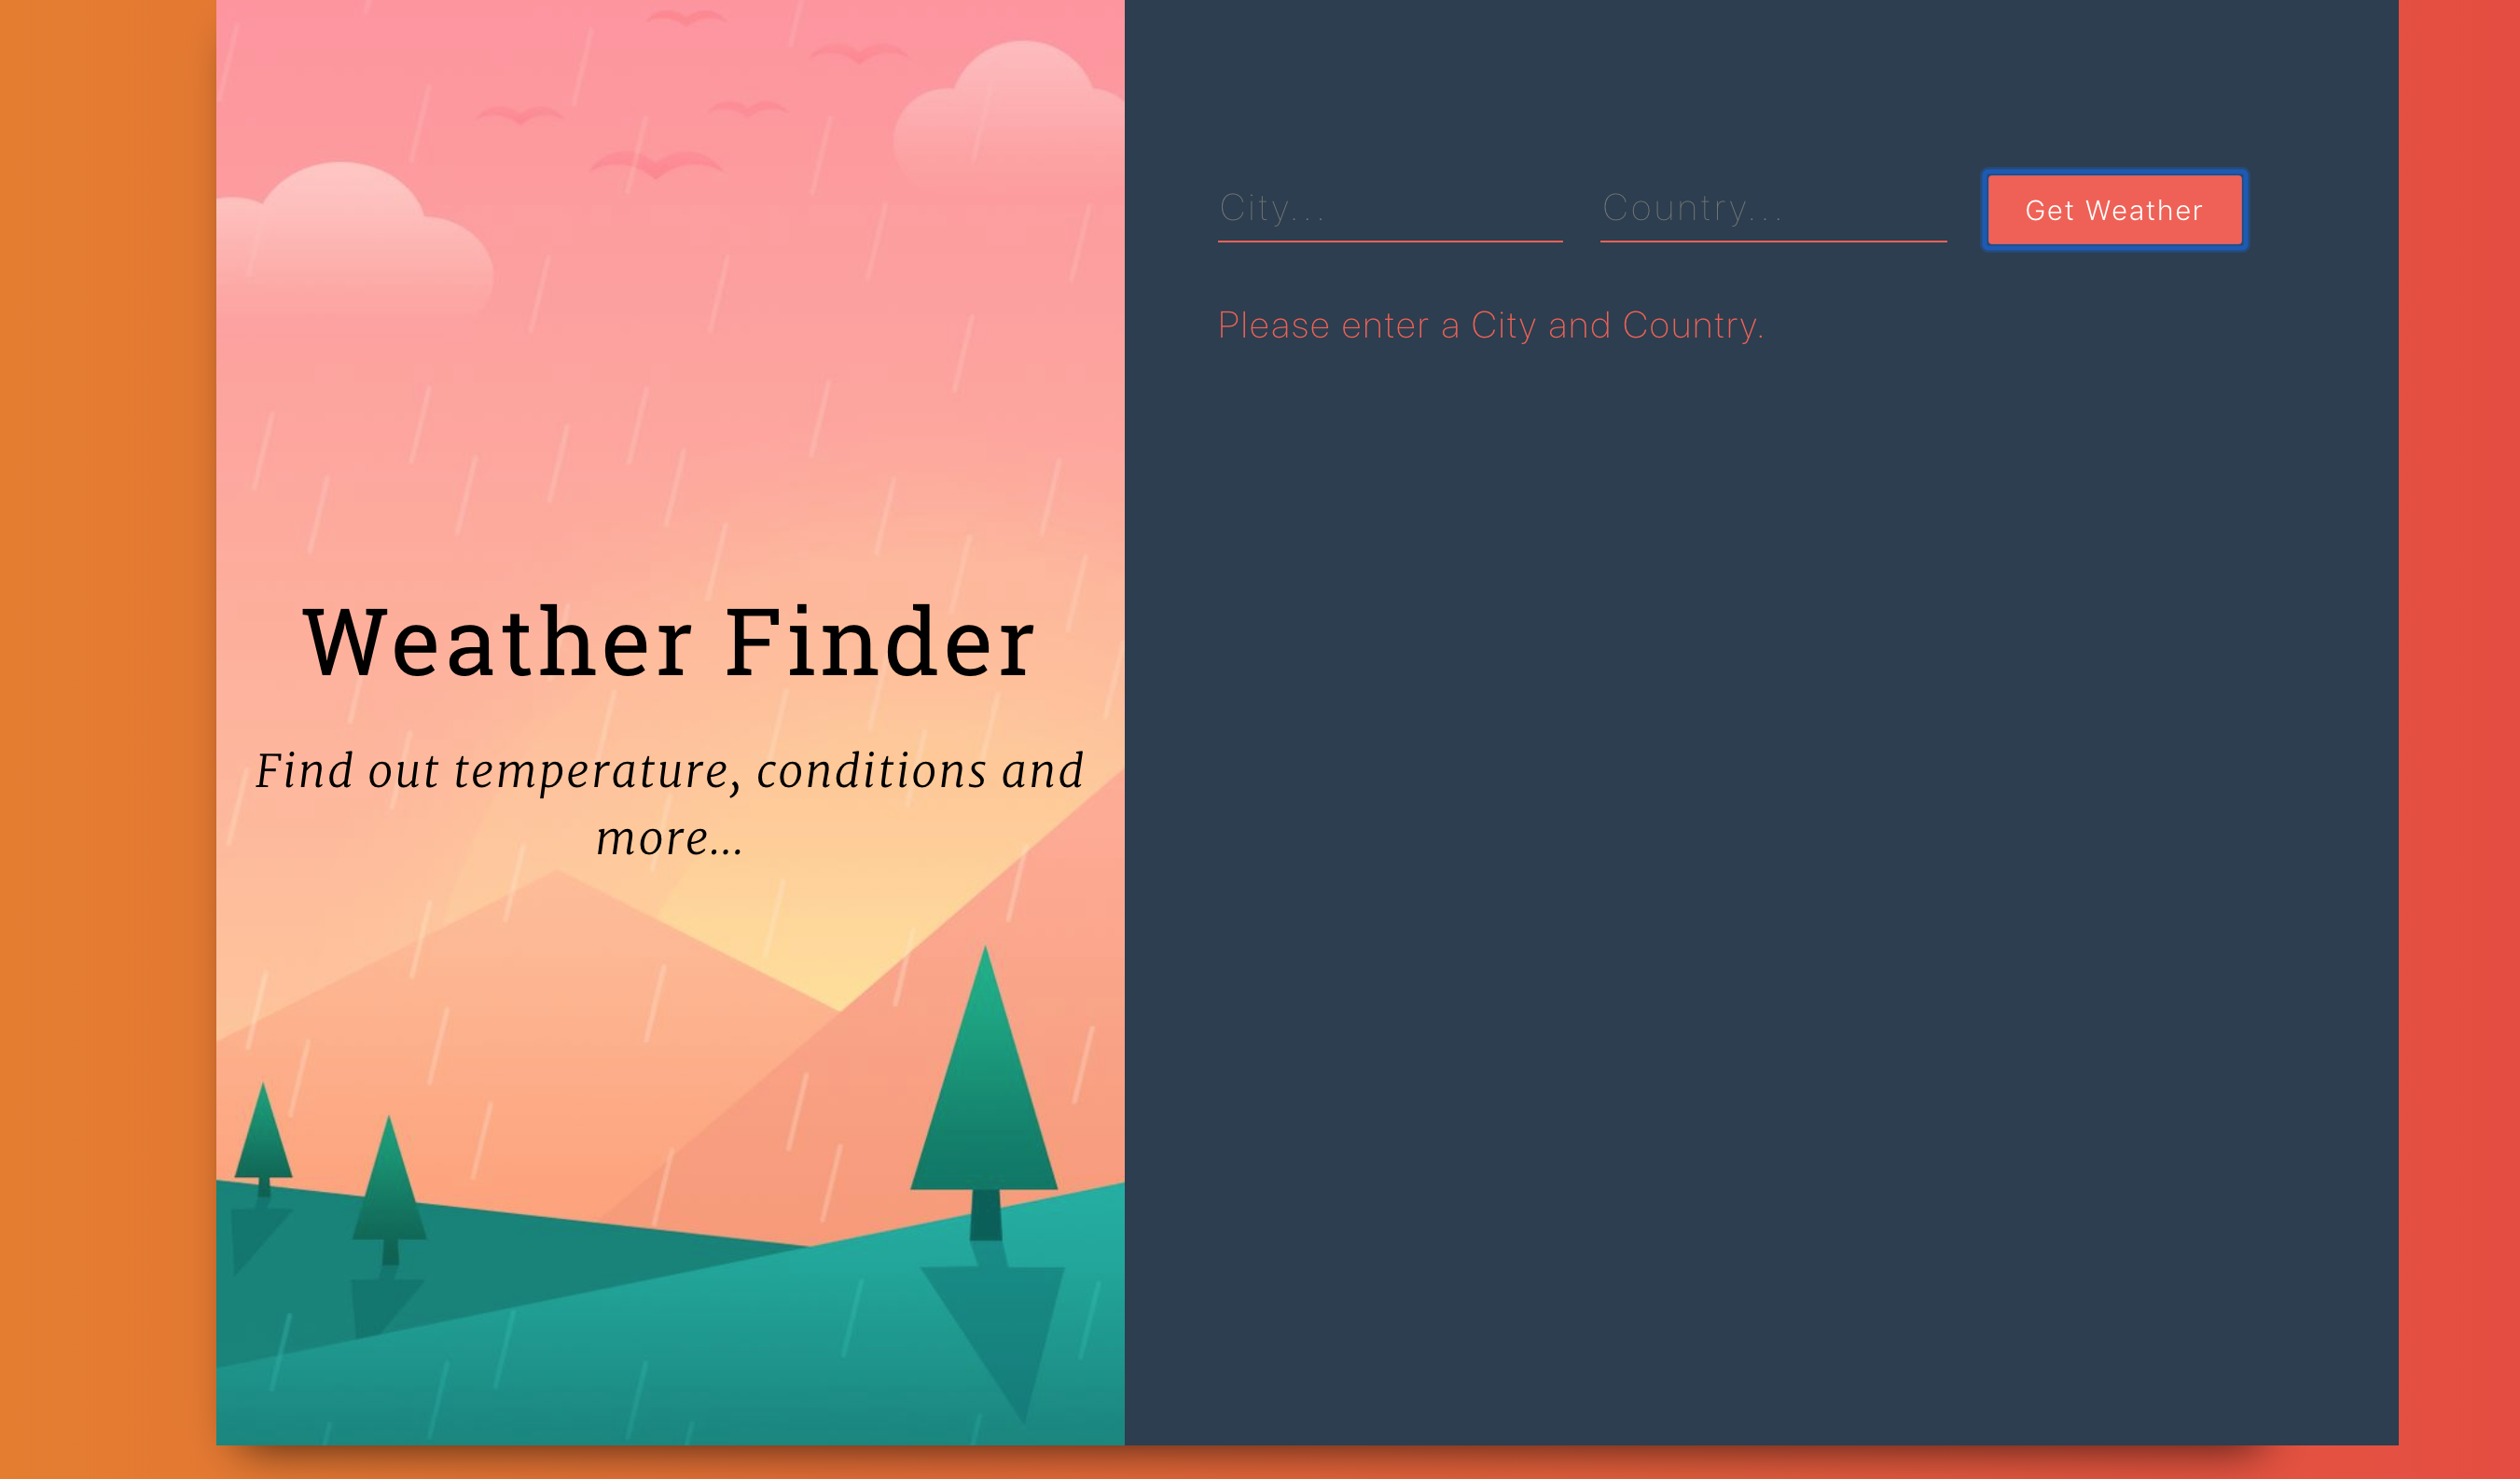 Weather Finder
Find out temperature, conditions and
more...
City...
Country...
Get Weather
Please enter a City and Country.